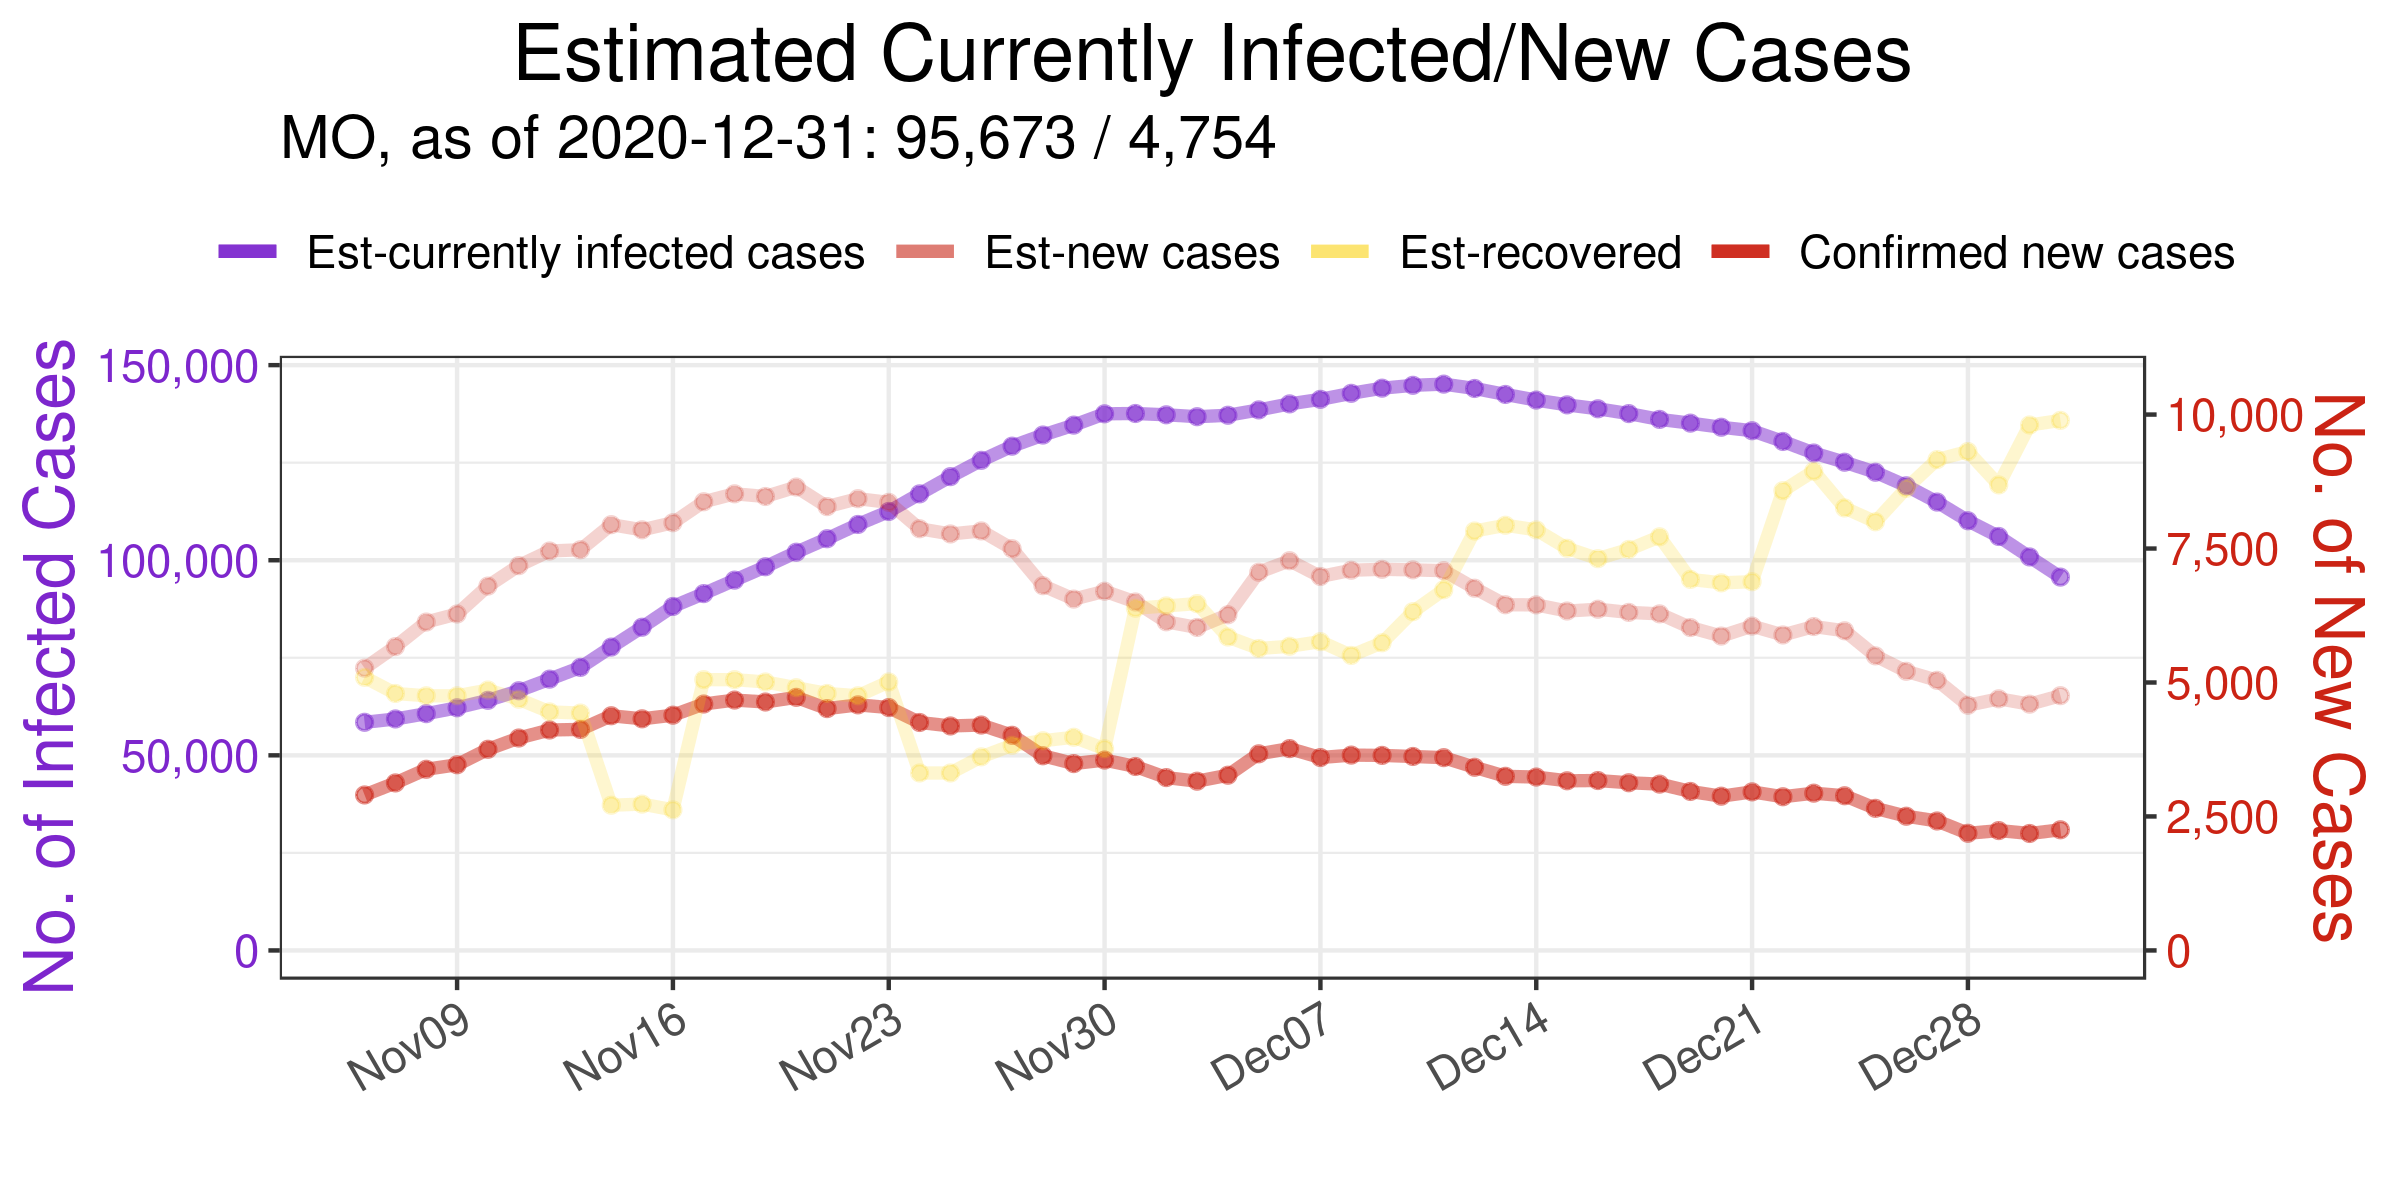 Estimated Currently Infected/New Cases
MO, as of 2020-12-31: 95,673 / 4,754
Est-currently infected cases Est-new cases Est-recovered Confirmed new cases
No. of Infected Cases
150,000
100,000
50,000
0
10,000
7,500
5,000
2,500
0
No. of New Cases
Nov09 Nov16 Nov23 Nov30 Dec07 Dec14 Dec21 Dec28